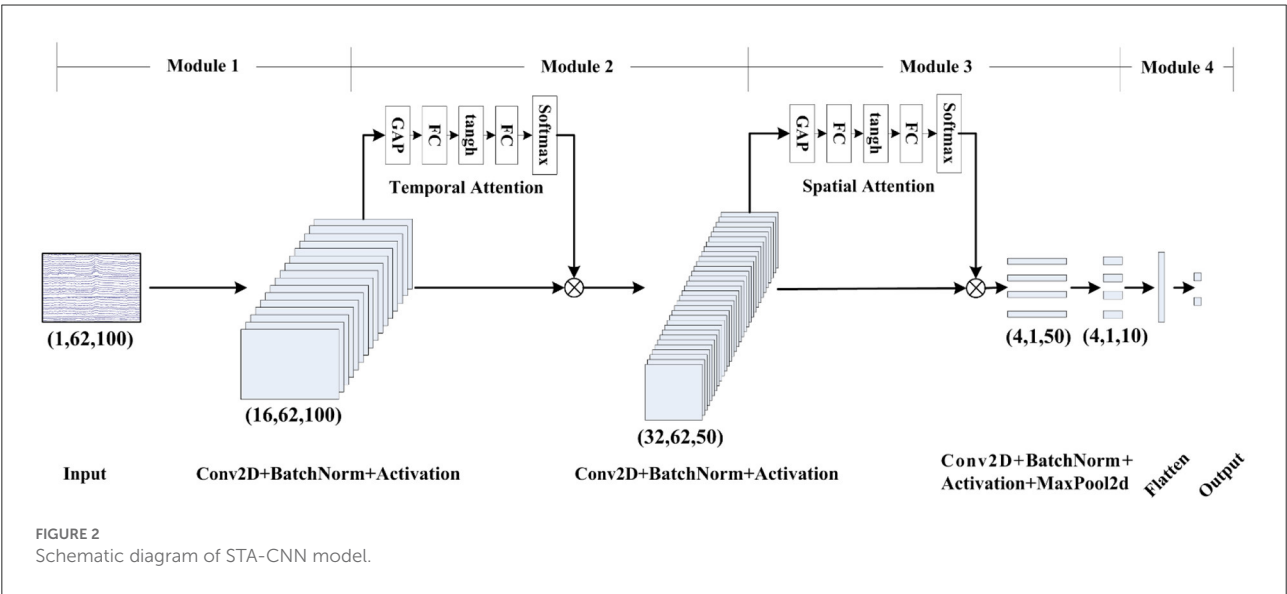 Module 1 Module 2 Module 3 Module 4
GAP FC tangh FC Softmax
Temporal Attention
GAP FC tangh FC Softmax
Spatial Attention
(1,62,100)
(16,62,100)
(32,62,50)
(4,1,50) (4,1,10)
Input
Conv2D+BatchNorm+Activation
Conv2D+BatchNorm+Activation
Conv2D+BatchNorm+
Activation+MaxPool2d
Flatten
Output
FIGURE 2
Schematic diagram of STA-CNN model.